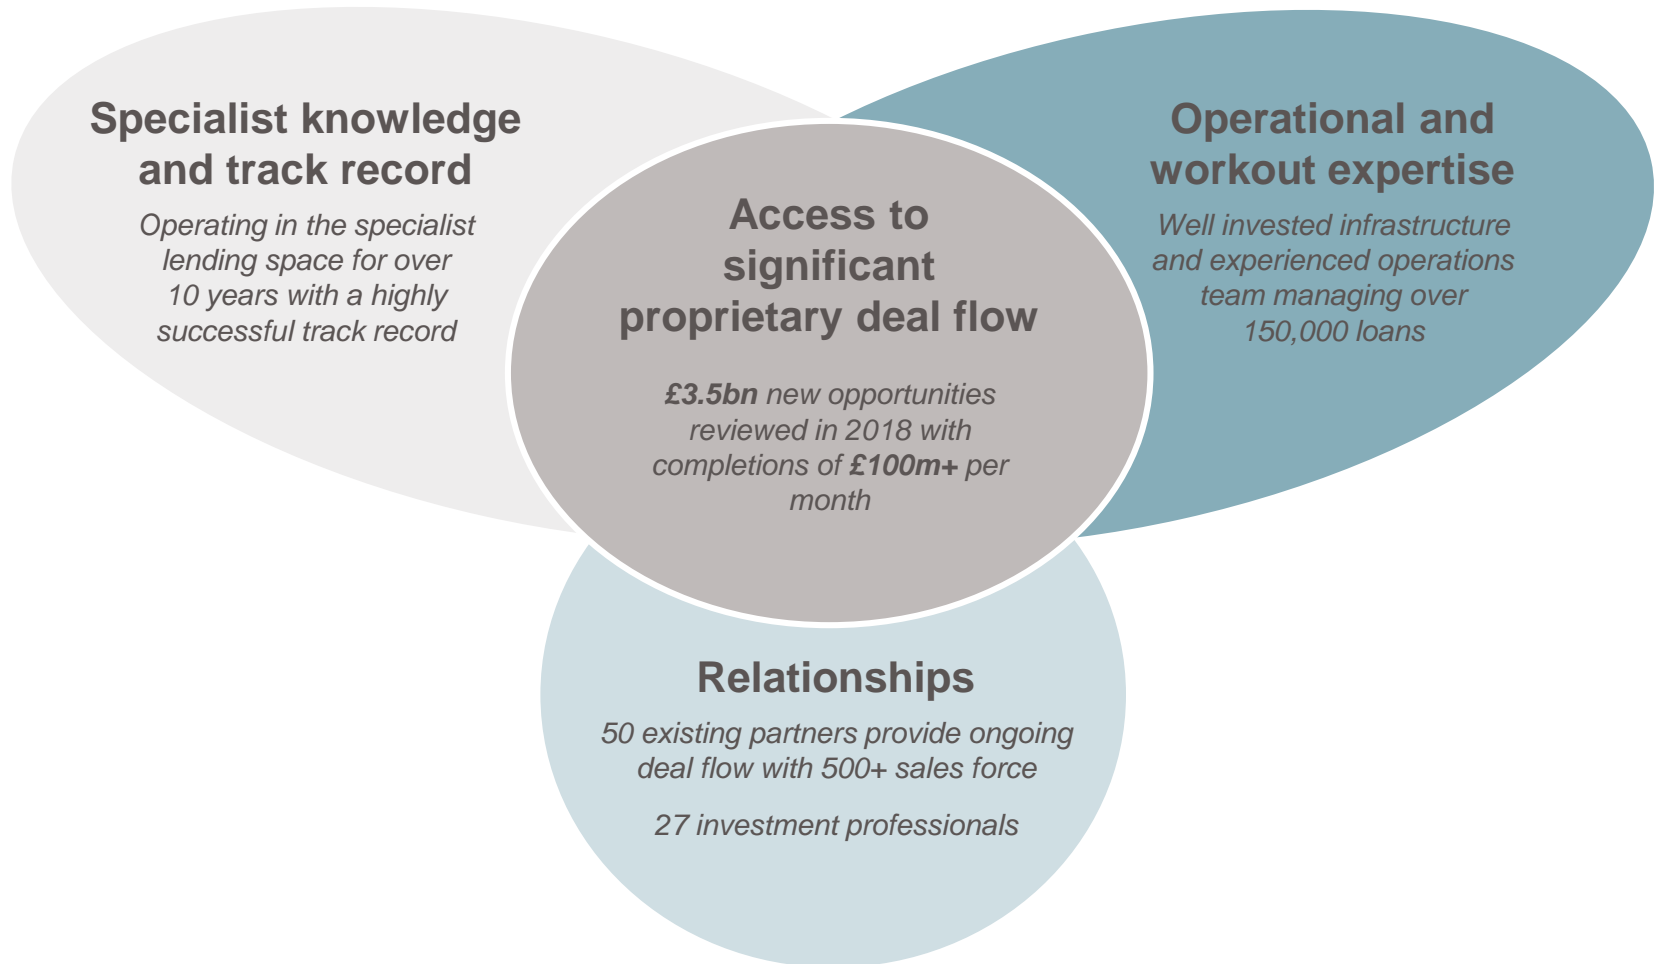 Specialist knowledge
and track record
Operating in the specialist
lending space for over
10 years with a highly
successful track record
Access to
significant
proprietary deal flow
£3.5bn new opportunities
reviewed in 2018 with
completions of £100m+ per
month
Operational and
workout expertise
Well invested infrastructure
and experienced operations
team managing over
150,000 loans
Relationships
50 existing partners provide ongoing
deal flow with 500+ sales force
27 investment professionals